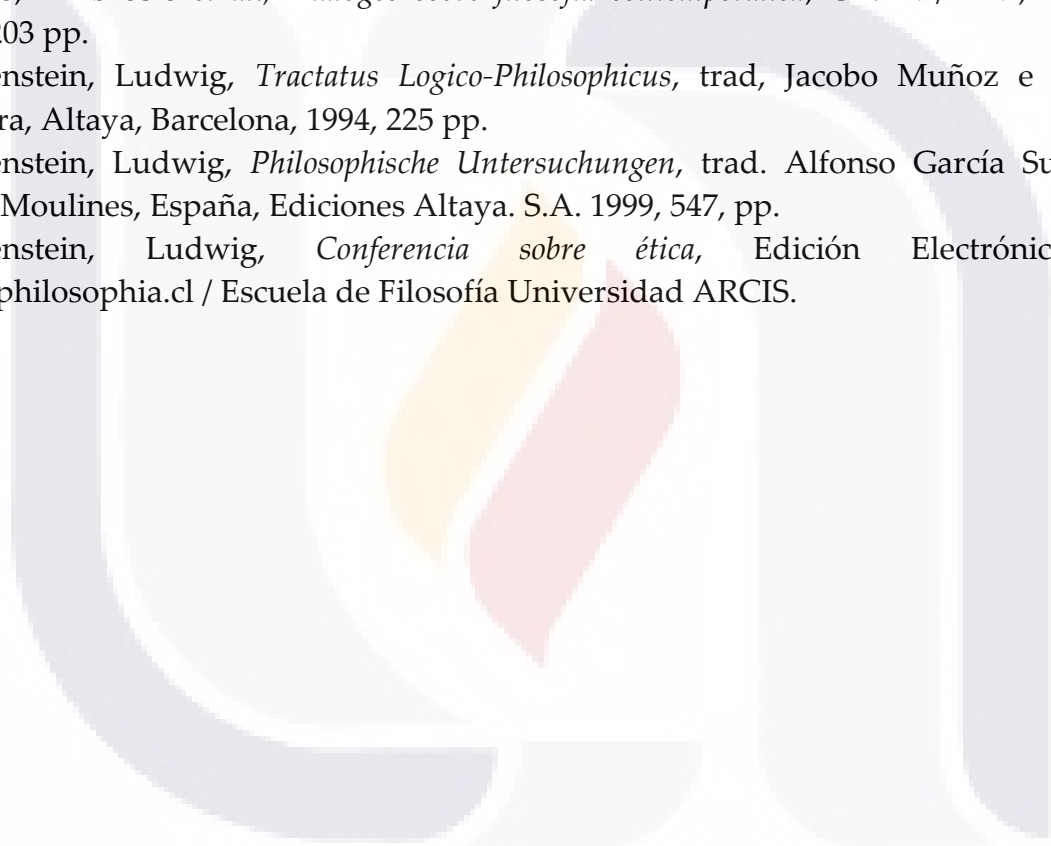 203 pp.
enstein, Ludwig, Tractatus Logico-Philosophicus, trad, Jacobo Muñoz e
ra, Altaya, Barcelona, 1994, 225 pp.
enstein, Ludwig, Philosophische Untersuchungen, trad. Alfonso García Su
Moulines, España, Ediciones Altaya. S.A. 1999, 547, pp.
enstein, Ludwig, Conferencia sobre ética, Edición Electrónic
philosophia.cl / Escuela de Filosofía Universidad ARCIS.